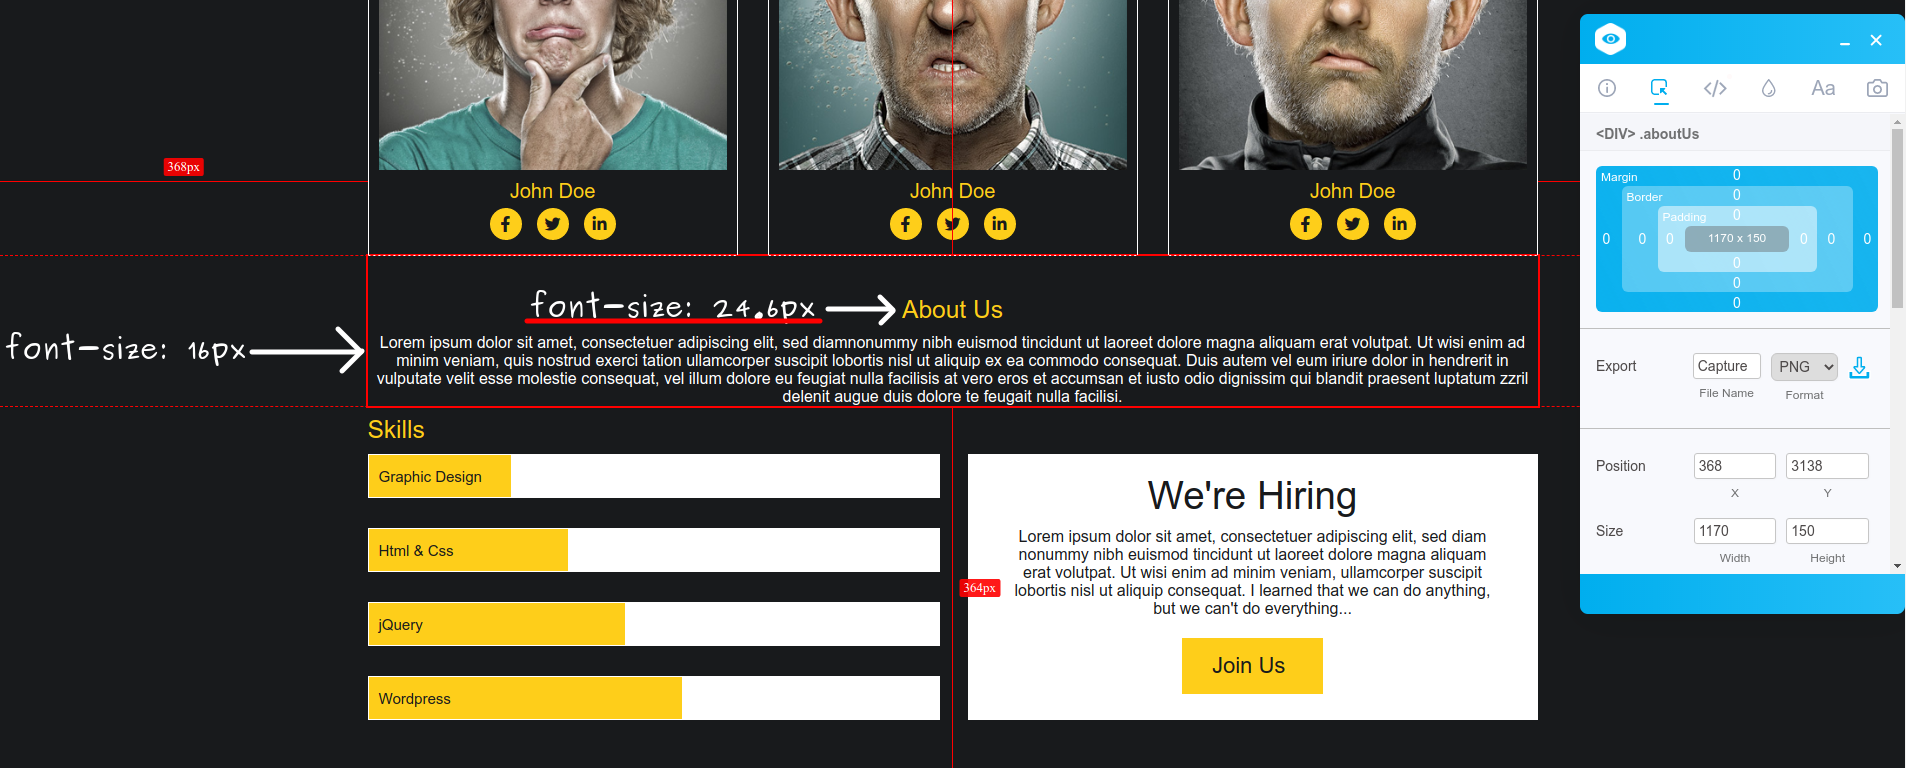 368px
John Doe
John Doe
John Doe
font-size: 24.6px
About Us
font-size: 16px
Lorem ipsum dolor sit amet, consectetuer adipiscing elit, sed diamnonummy nibh euismod tincidunt ut laoreet dolore magna aliquam erat volutpat. Ut wisi enim ad
minim veniam, quis nostrud exerci tation ullamcorper suscipit lobortis nisl ut aliquip ex ea commodo consequat. Duis autem vel eum iriure dolor in hendrerit in
vulputate velit esse molestie consequat, vel illum dolore eu feugiat nulla facilisis at vero eros et accumsan et iusto odio dignissim qui blandit praesent luptatum zzril
delenit augue duis dolore te feugait nulla facilisi.
Skills
Graphic Design
Html & Css
jQuery
Wordpress
We're Hiring
Lorem ipsum dolor sit amet, consectetuer adipiscing elit, sed diam
nonummy nibh euismod tincidunt ut laoreet dolore magna aliquam
erat volutpat. Ut wisi enim ad minim veniam, ullamcorper suscipit
lobortis nisl ut aliquip consequat. I learned that we can do anything,
but we can't do everything...
364px
Join Us
Aa
<DIV> .aboutUs
Margin 0
Border 0
Padding 0
0 0 0 1170 x 150 0 0 0
0
0
0
Export Capture PNG
File Name Format
Position 368 3138
X Y
Size 1170 150
Width Height